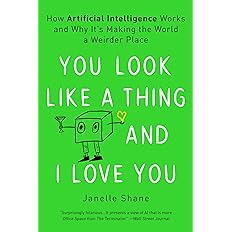 How Artificial Intelligence Works
and Why It's Making the World
a Weirder Place
YOU LOOK
LIKE A THING
AND
I LOVE YOU
Janelle Shane
"Surprisingly hilarious... It presents a view of AI that is more
Office Space than The Terminator." —Wall Street Journal